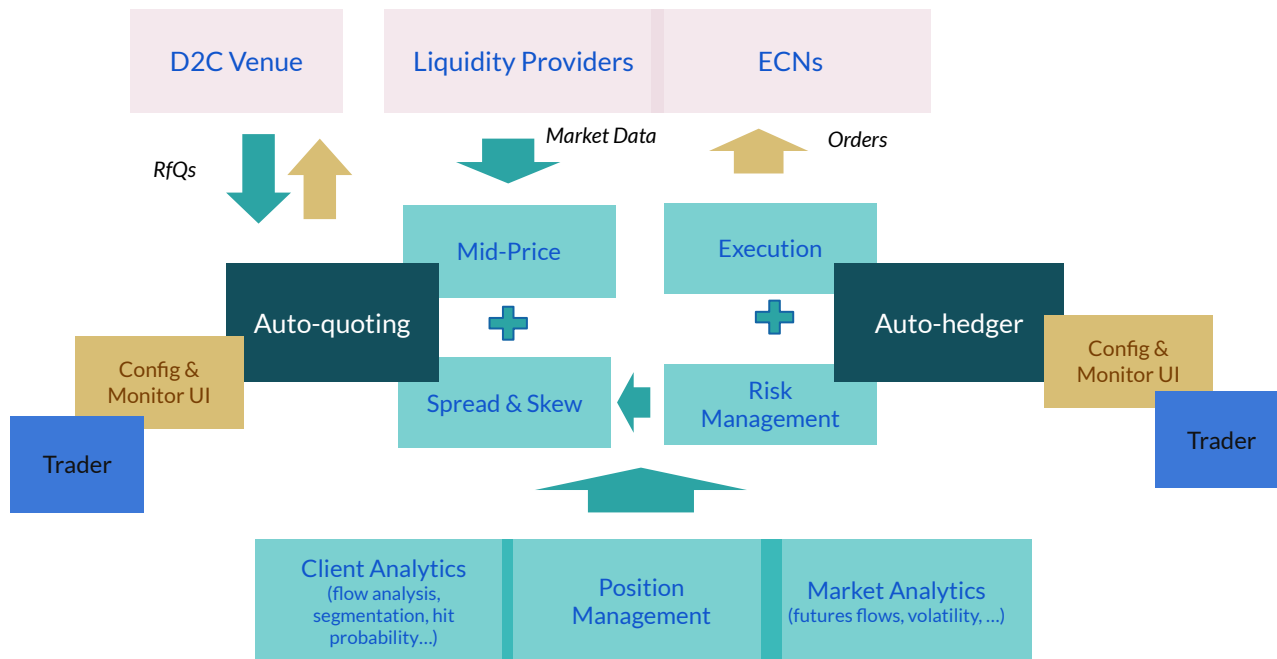 D2C Venue
Liquidity Providers
ECNs
RfQs
Market Data
Orders
Mid-Price
Execution
Auto-quoting
Auto-hedger
Config &
Monitor UI
Config &
Monitor UI
Spread & Skew
Risk
Management
Trader
Trader
Client Analytics
(flow analysis,
segmentation, hit
probability...)
Position
Management
Market Analytics
(futures flows, volatility, ...)